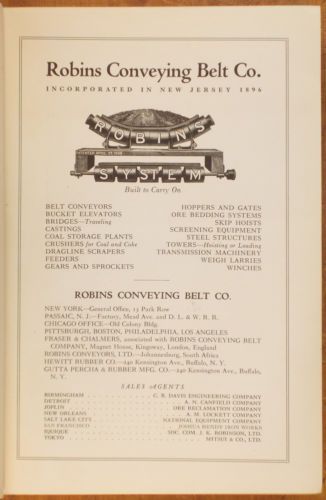 Robins Conveying Belt Co.
INCORPORATED IN NEW JERSEY 1896
ROBINS
SYSTEM
Built to Carry On
BELT CONVEYORS
BUCKET ELEVATORS
BRIDGES—Traveling
CASTINGS
COAL STORAGE PLANTS
CRUSHERS for Coal and Coke
DRAGLINE SCRAPERS
FEEDERS
GEARS AND SPROCKETS
HOPPERS AND GATES
ORE BEDDING SYSTEMS
SKIP HOISTS
SCREENING EQUIPMENT
STEEL STRUCTURES
TOWERS—Hoisting or Loading
TRANSMISSION MACHINERY
WEIGH LARRIES
WINCHES
ROBINS CONVEYING BELT CO.
NEW YORK—General Office, 15 Park Row
PASSAIC, N. J.—Factory, Mead Ave. and D. L. & W. R. R.
CHICAGO OFFICE—Old Colony Bldg.
PITTSBURGH, BOSTON, PHILADELPHIA, LOS ANGELES
FRASER & CHALMERS, associated with ROBINS CONVEYING BELT
COMPANY, Magnet House, Kingsway, London, England
ROBINS CONVEYORS, LTD.—Johannesburg, South Africa
HEWITT RUBBER CO.—240 Kensington Ave., Buffalo, N. Y.
GUTTA PERCHA & RUBBER MFG. CO.—240 Kensington Ave., Buffalo,
N. Y.
SALES AGENTS
BIRMINGHAM C. B. DAVIS ENGINEERING COMPANY
DETROIT A. N. CANFIELD COMPANY
JOPLIN ORE RECLAMATION COMPANY
NEW ORLEANS A. M. LOCKETT COMPANY
SALT LAKE CITY NATIONAL EQUIPMENT COMPANY
SAN FRANCISCO JOSHUA HENDY IRON WORKS
IQUIQUE SOC. COM. J. K. ROBINSON, LTD.
TOKYO MITSUI & CO., LTD.